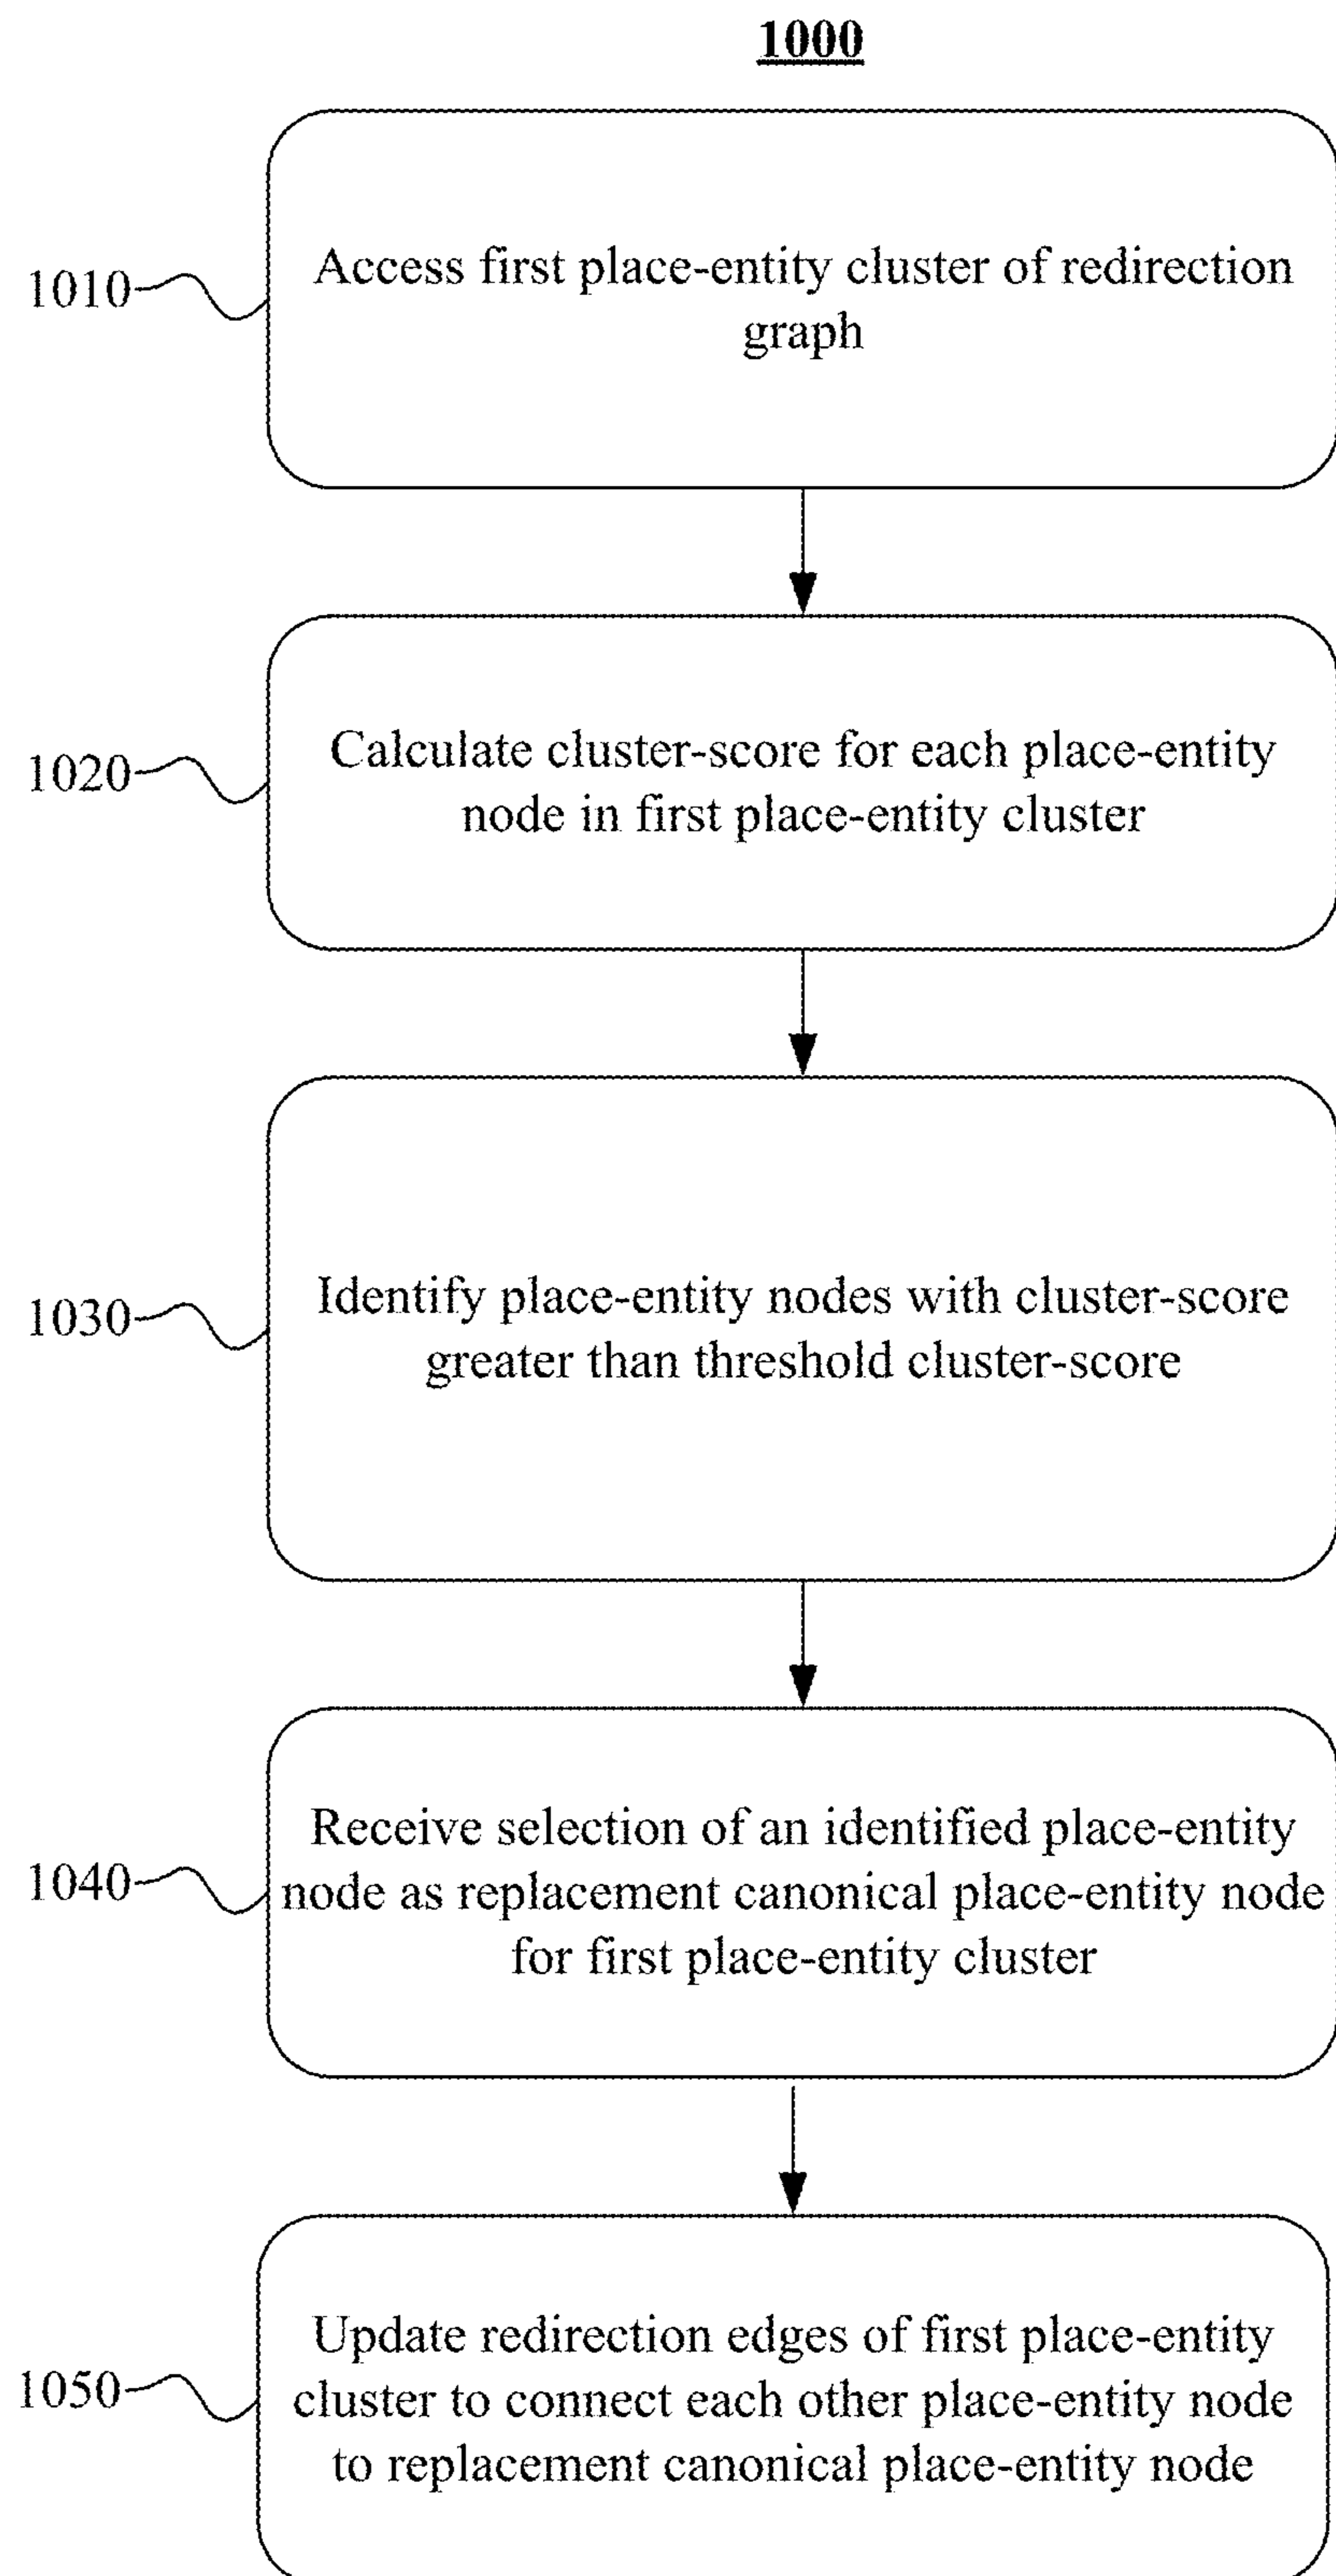 1000
1010
Access first place-entity cluster of redirection
graph
1020
Calculate cluster-score for each place-entity
node in first place-entity cluster
1030
Identify place-entity nodes with cluster-score
greater than threshold cluster-score
1040
Receive selection of an identified place-entity
node as replacement canonical place-entity node
for first place-entity cluster
1050
Update redirection edges of first place-entity
cluster to connect each other place-entity node
to replacement canonical place-entity node